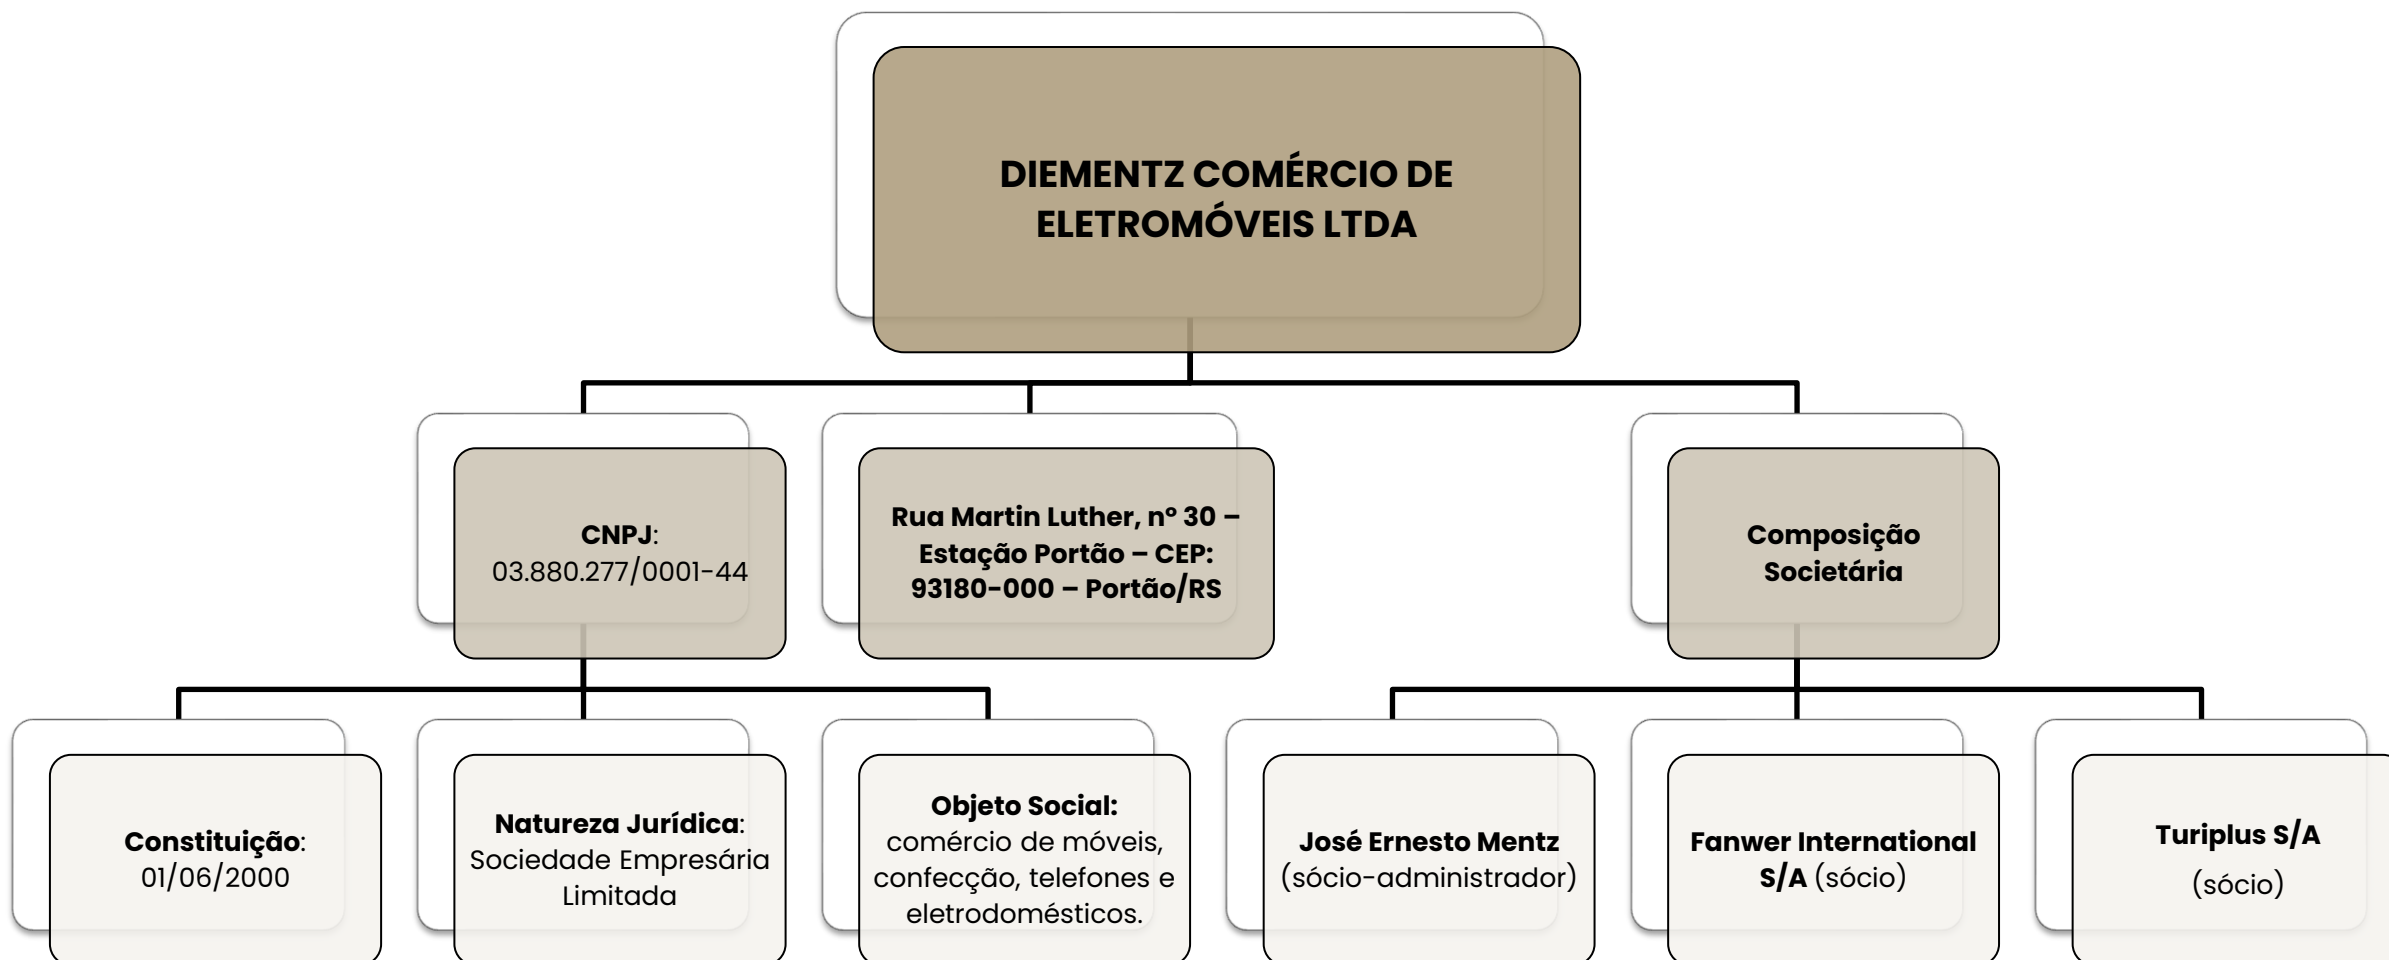 DIEMENTZ COMÉRCIO DE
ELETROMÓVEIS LTDA
CNPJ:
03.880.277/0001-44
Rua Martin Luther, nº 30 –
Estação Portão – CEP:
93180-000 – Portão/RS
Composição
Societária
Constituição:
01/06/2000
Natureza Jurídica:
Sociedade Empresária
Limitada
Objeto Social:
comércio de móveis,
confecção, telefones e
eletrodomésticos.
José Ernesto Mentz
(sócio-administrador)
Fanwer International
S/A (sócio)
Turiplus S/A
(sócio)